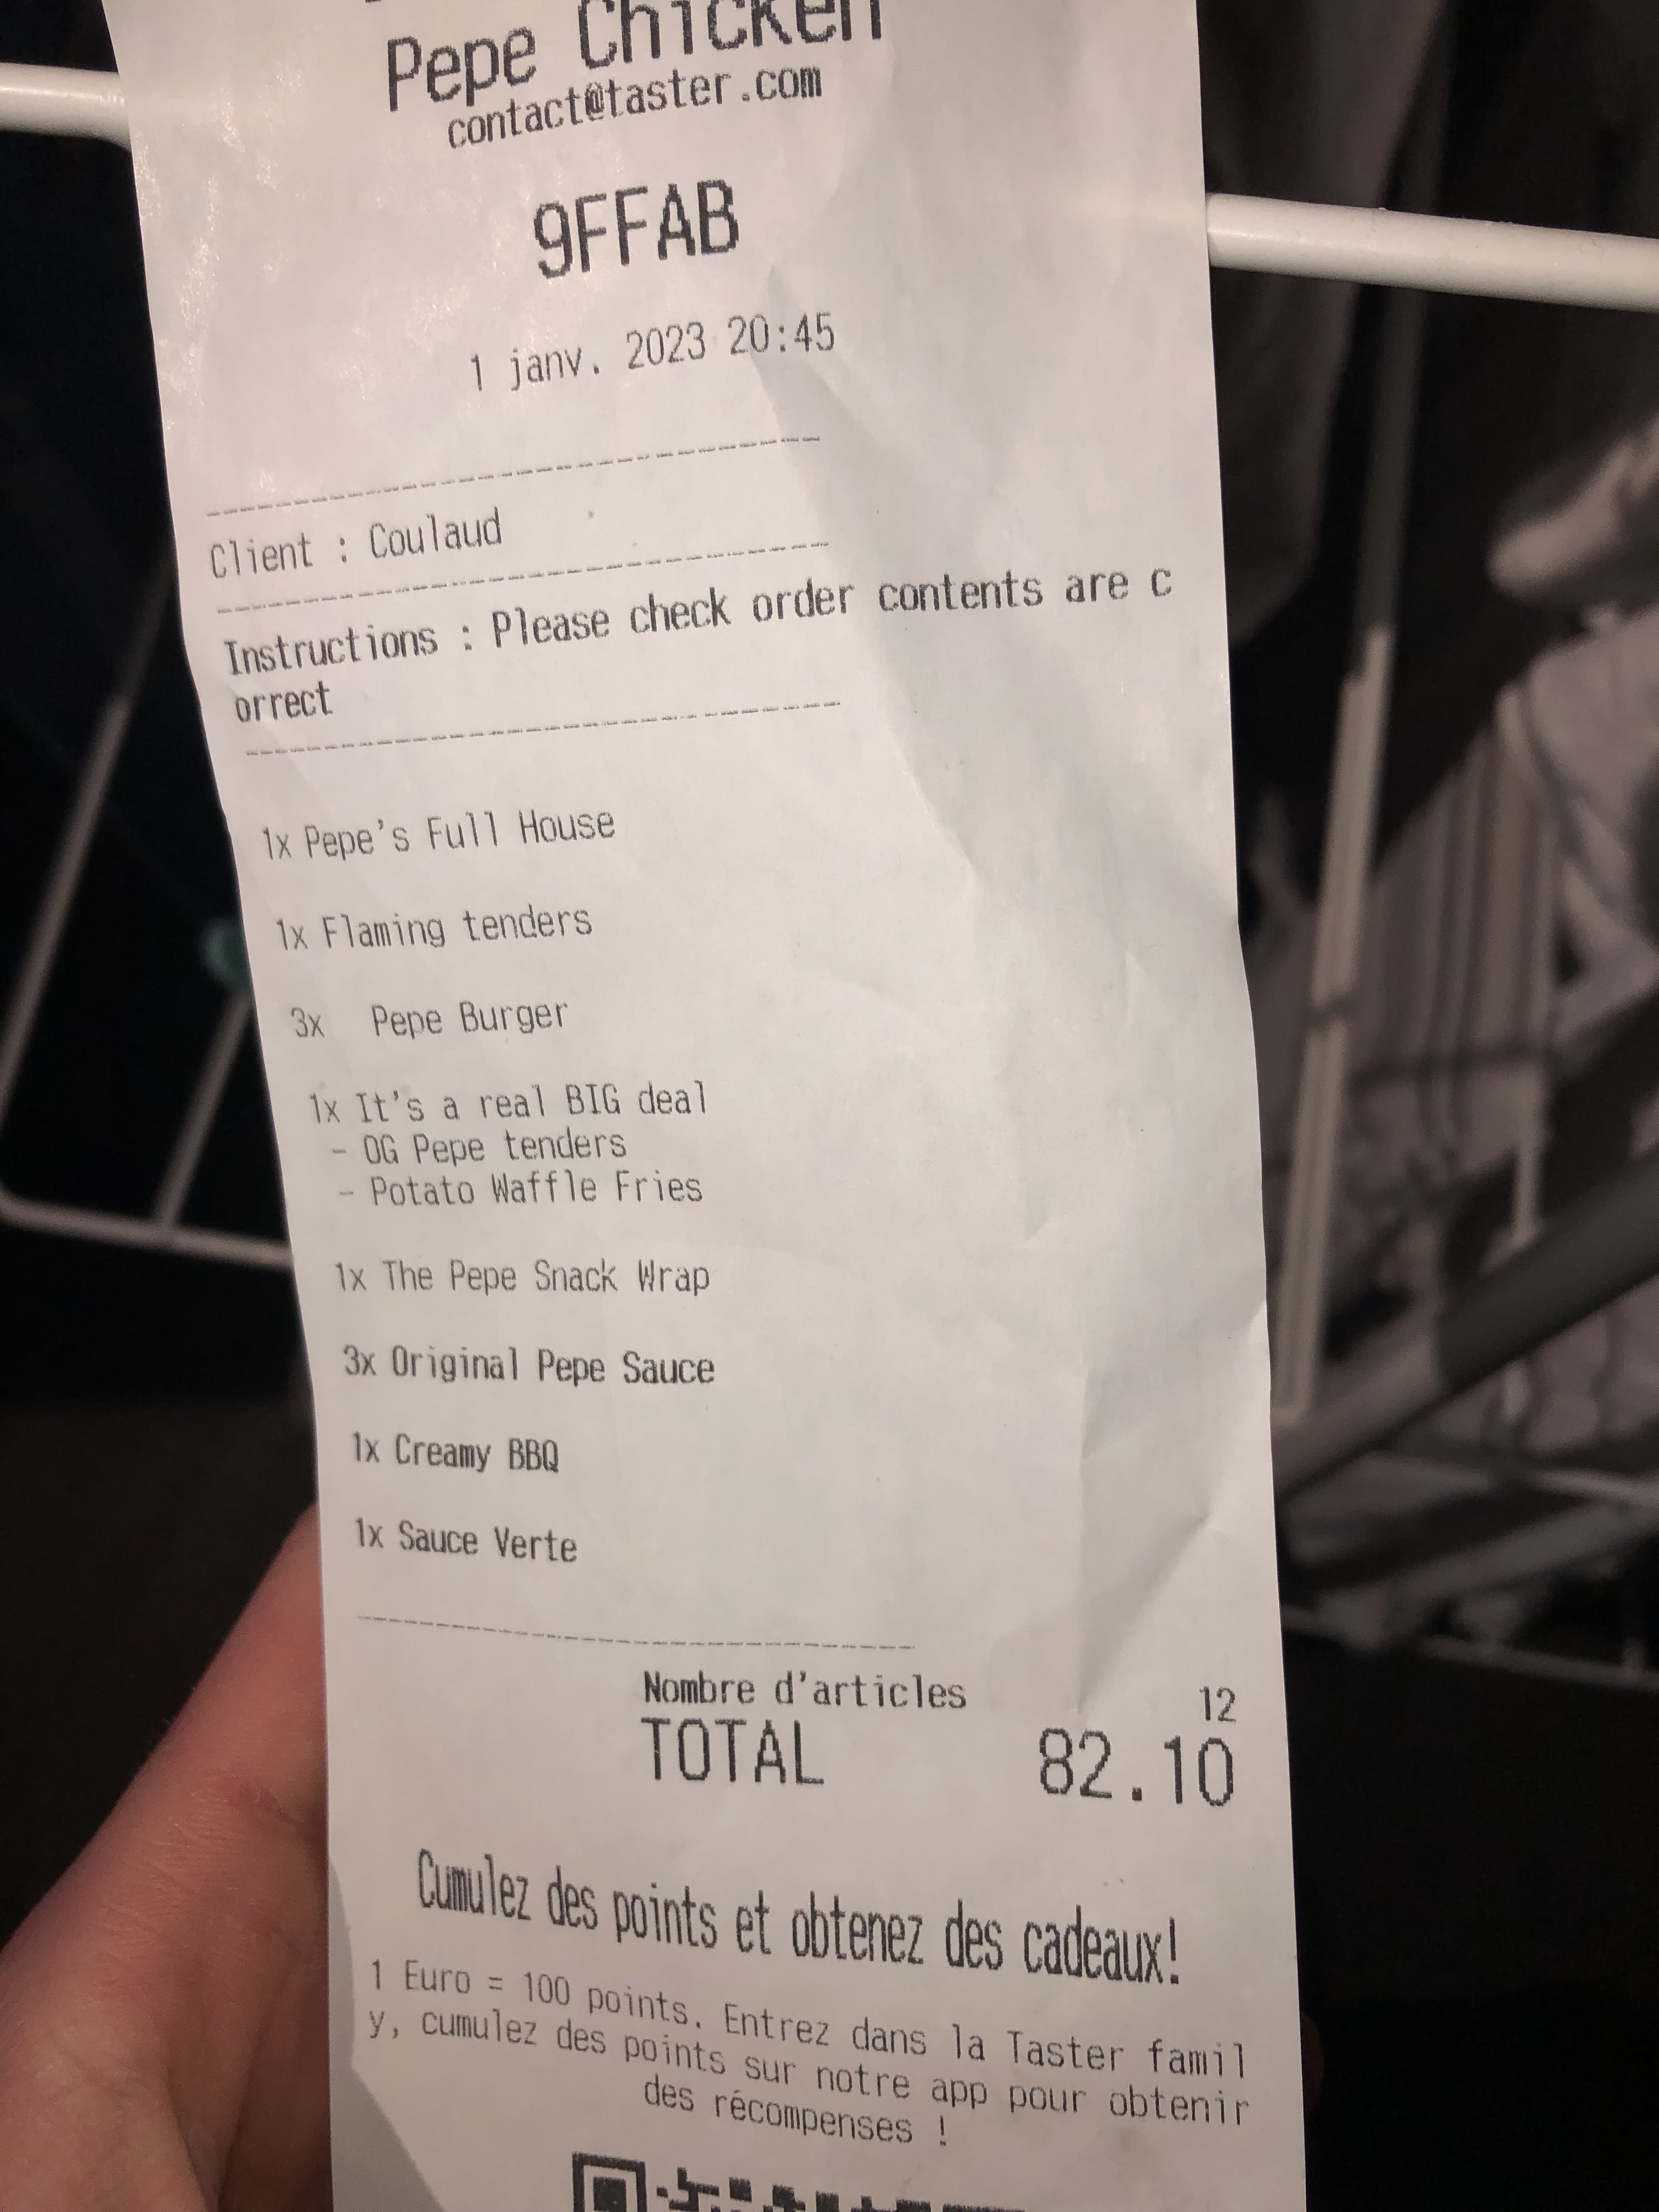 Pepe Chicken
contact@taster.com
9FFAB
1 janv. 2023 20:45
Client : Coulaud
Instructions : Please check order contents are c
orrect
1x Pepe's Full House
1x Flaming tenders
3x Pepe Burger
1x It's a real BIG deal
- OG Pepe tenders
- Potato Waffle Fries
1x The Pepe Snack Wrap
3x Original Pepe Sauce
1x Creamy BBQ
1x Sauce Verte
Nombre d'articles 12
TOTAL 82.10
Cumulez des points et obtenez des cadeaux!
1 Euro = 100 points. Entrez dans la Taster famil
y, cumulez des points sur notre app pour obtenir
des récompenses !